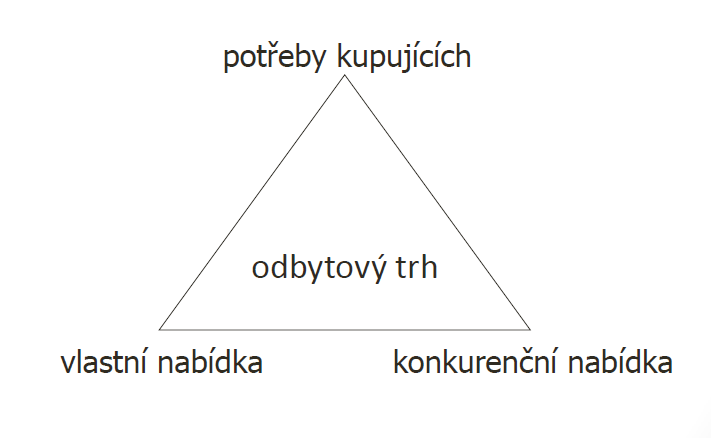 potřeby kupujících
odbytový trh
vlastní nabídka
konkurenční nabídka